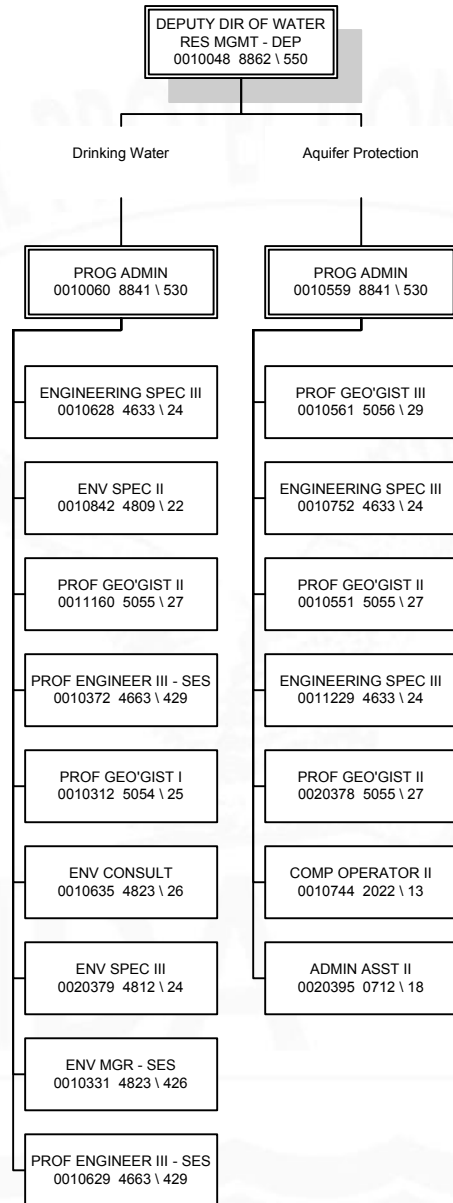 DEPUTY DIR OF WATER
RES MGMT - DEP
0010048 8862 \ 550
Drinking Water
Aquifer Protection
PROG ADMIN
0010060 8841 \ 530
PROG ADMIN
0010559 8841 \ 530
ENGINEERING SPEC III
0010628 4633 \ 24
ENV SPEC II
0010842 4809 \ 22
PROF GEO'GIST II
0011160 5055 \ 27
PROF ENGINEER III - SES
0010372 4663 \ 429
PROF GEO'GIST I
0010312 5054 \ 25
ENV CONSULT
0010635 4823 \ 26
ENV SPEC III
0020379 4812 \ 24
ENV MGR - SES
0010331 4823 \ 426
PROF ENGINEER III - SES
0010629 4663 \ 429
PROF GEO'GIST III
0010561 5056 \ 29
ENGINEERING SPEC III
0010752 4633 \ 24
PROF GEO'GIST II
0010551 5055 \ 27
ENGINEERING SPEC III
0011229 4633 \ 24
PROF GEO'GIST II
0020378 5055 \ 27
COMP OPERATOR II
0010744 2022 \ 13
ADMIN ASST II
0020395 0712 \ 18